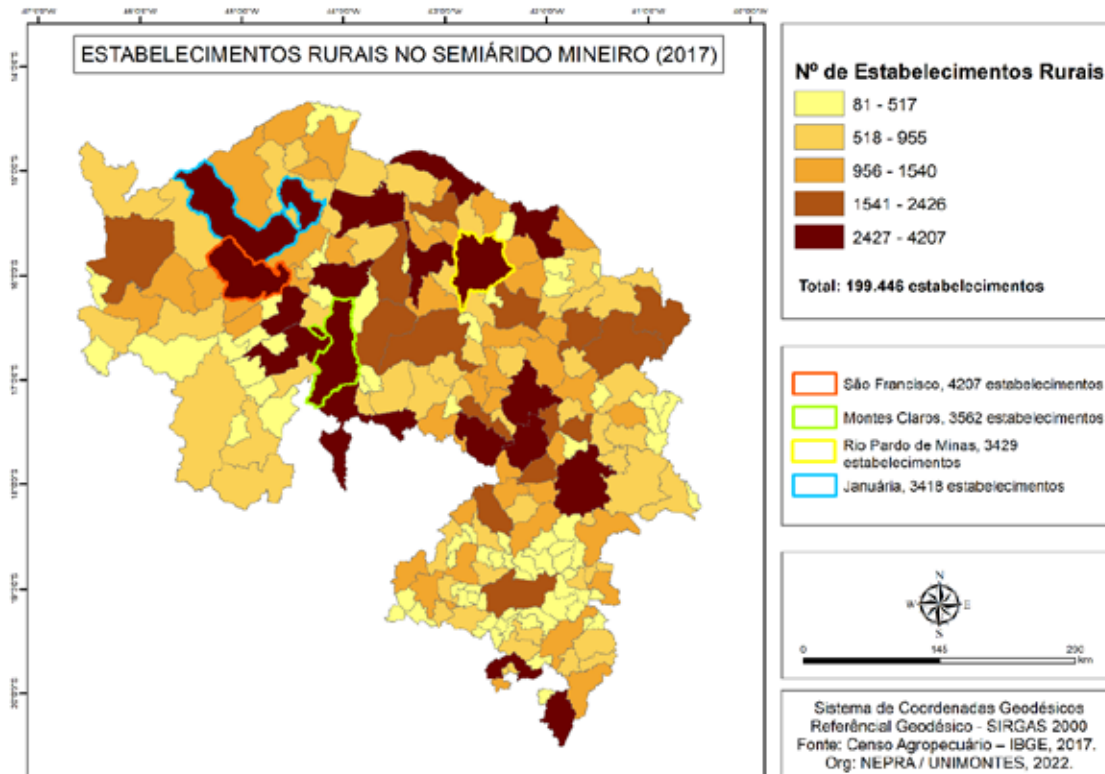 ESTABELECIMENTOS RURAIS NO SEMIÁRIDO MINEIRO (2017)
Nº de Estabelecimentos Rurais
81 - 517
518 - 955
956 - 1540
1541 - 2426
2427 - 4207
Total: 199.446 estabelecimentos
São Francisco, 4207 estabelecimentos
Montes Claros, 3562 estabelecimentos
Rio Pardo de Minas, 3429
estabelecimentos
Januária, 3418 estabelecimentos
N
W E
S
0 145 290
km
Sistema de Coordenadas Geodésicos
Referêncial Geodésico - SIRGAS 2000
Fonte: Censo Agropecuário – IBGE, 2017.
Org: NEPRA / UNIMONTES, 2022.